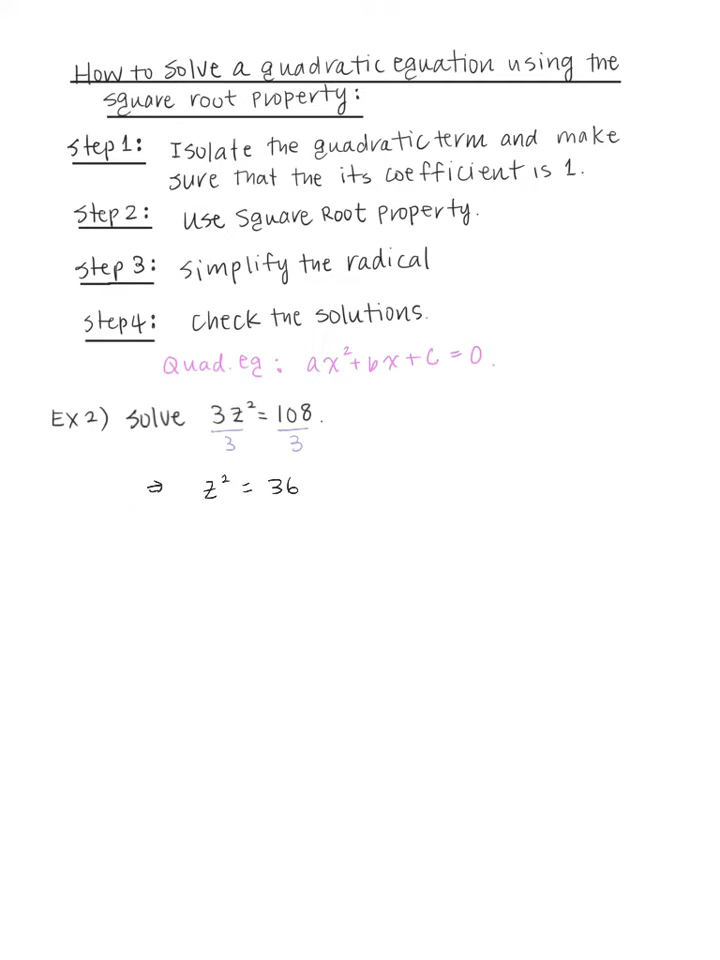 How to solve a quadratic equation using the
square root property:
Step 1: Isolate the quadratic term and make
sure that the its coefficient is 1.
Step 2: Use Square Root Property.
Step 3: Simplify the radical
Step 4: Check the solutions.
Quad. eq: ax²+bx+c=0.
EX 2) Solve 3z² = 108.
3 3
⇒ z² = 36